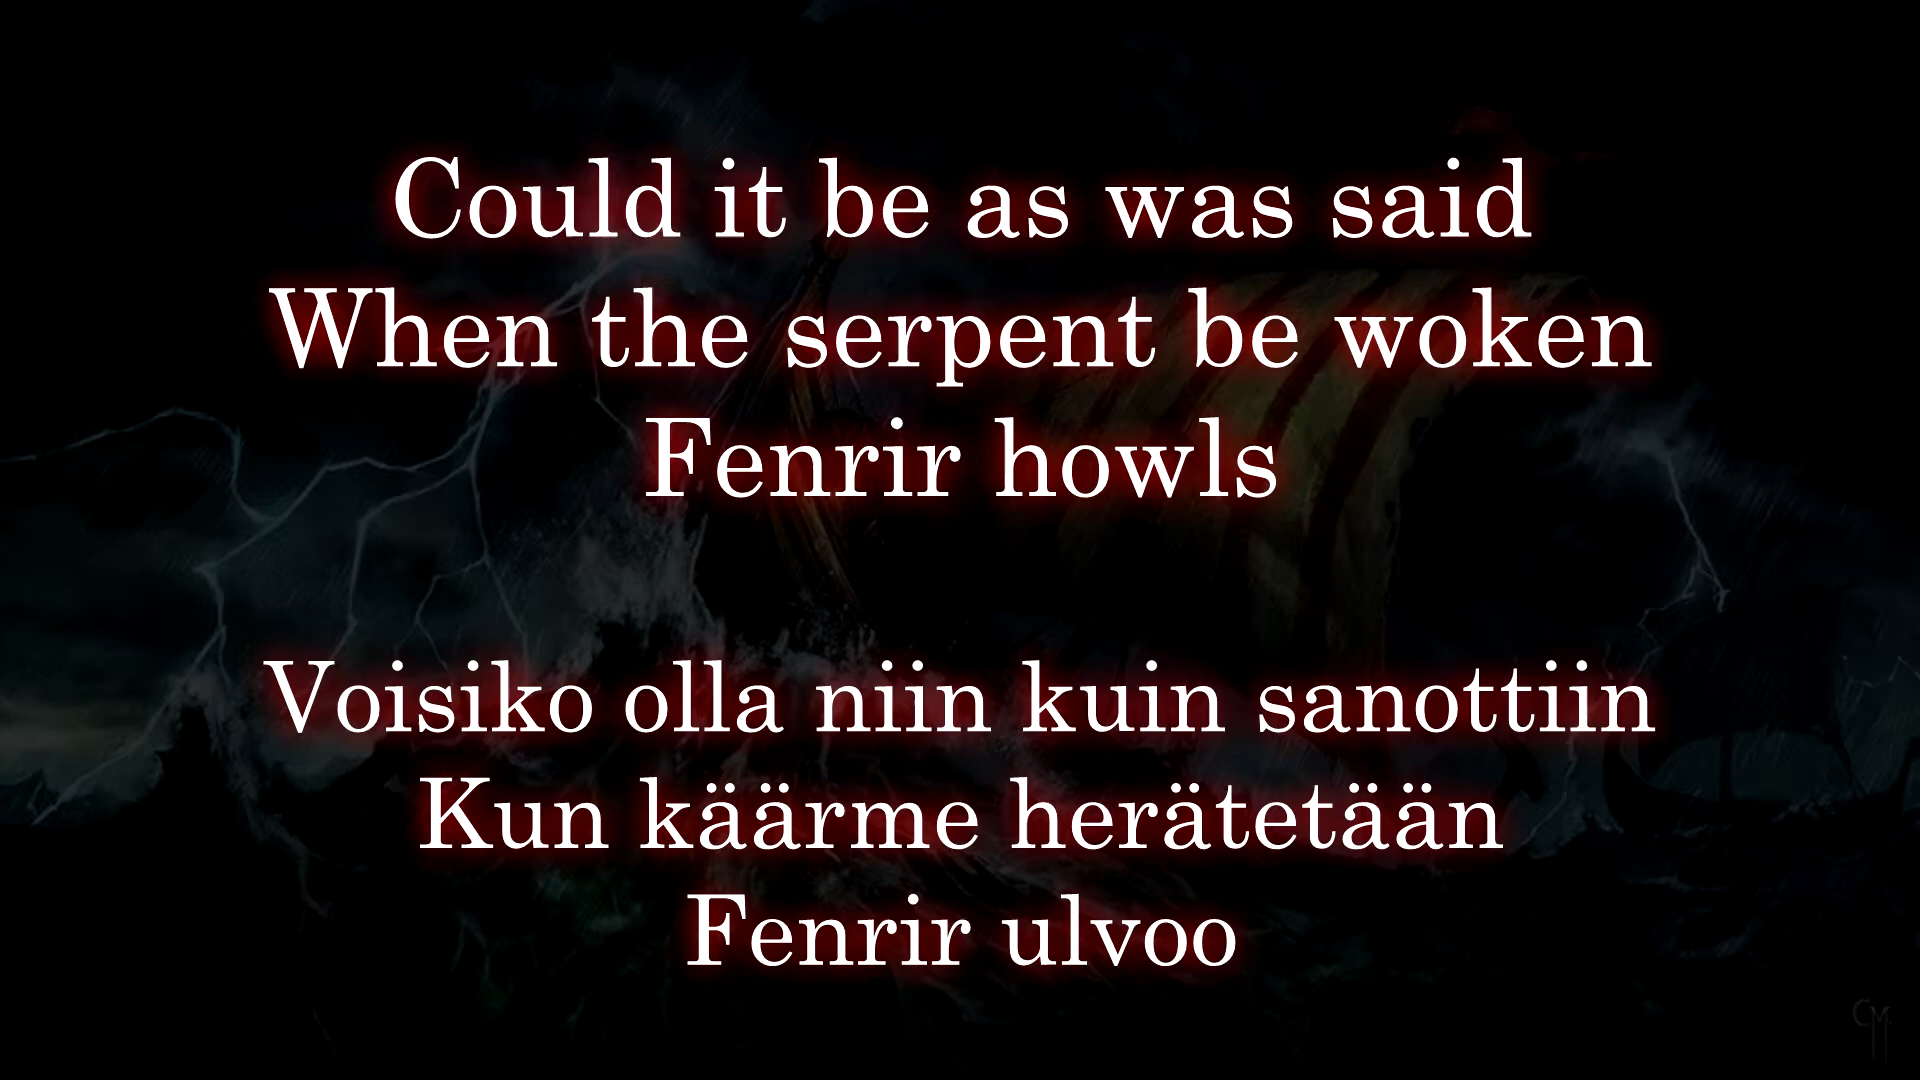 Could it be as was said
When the serpent be woken
Fenrir howls
Voisiko olla niin kuin sanottiin
Kun käärme herätetään
Fenrir ulvoo